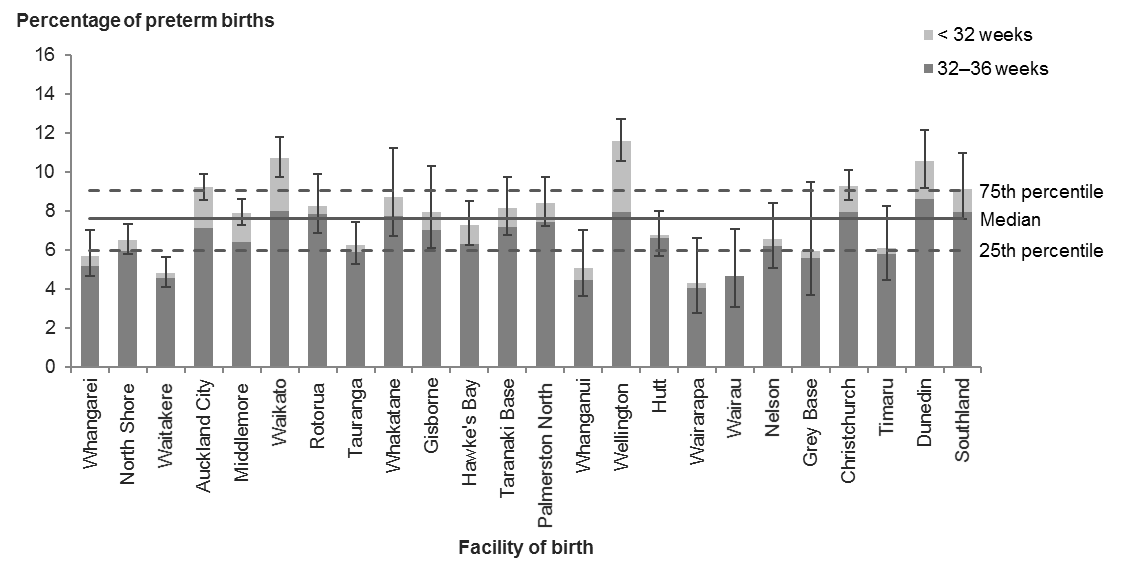 Percentage of preterm births
< 32 weeks
32–36 weeks
16
14
12
10
8
6
4
2
0
75th percentile
Median
25th percentile
Whangarei
North Shore
Waitakere
Auckland City
Middlemore
Waikato
Rotorua
Tauranga
Whakatane
Gisborne
Hawke's Bay
Taranaki Base
Palmerston North
Whanganui
Wellington
Hutt
Wairarapa
Wairau
Nelson
Grey Base
Christchurch
Timaru
Dunedin
Southland
Facility of birth